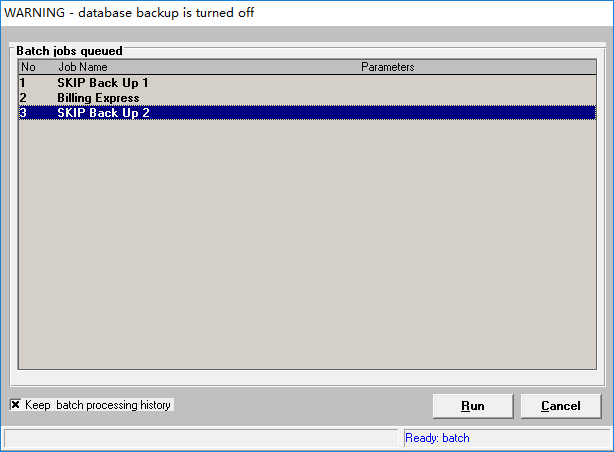 WARNING - database backup is turned off
Batch jobs queued
No Job Name Parameters
1 SKIP Back Up 1
2 Billing Express
3 SKIP Back Up 2
Keep batch processing history
Run Cancel
Ready: batch